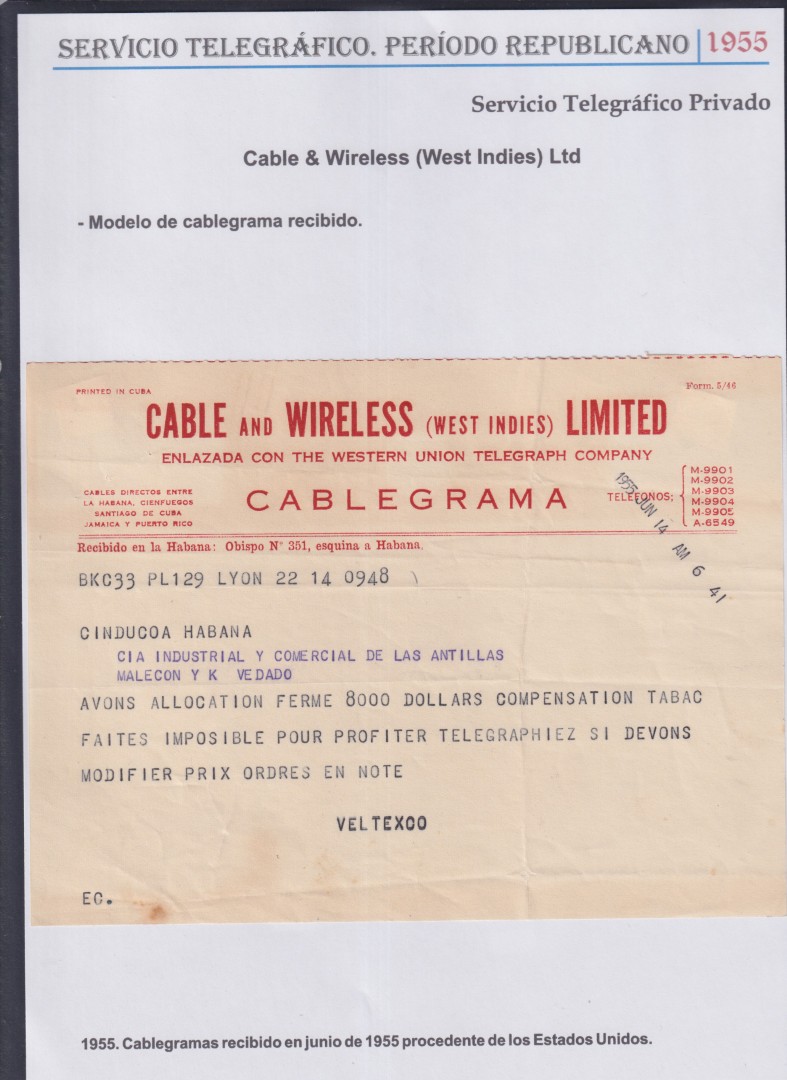 SERVICIO TELEGRÁFICO. PERÍODO REPUBLICANO 1955
Servicio Telegráfico Privado
Cable & Wireless (West Indies) Ltd
- Modelo de cablegrama recibido.
PRINTED IN CUBA
Form. 5/46
CABLE AND WIRELESS (WEST INDIES) LIMITED
ENLAZADA CON THE WESTERN UNION TELEGRAPH COMPANY
CABLES DIRECTOS ENTRE
LA HABANA, CIENFUEGOS
SANTIAGO DE CUBA
JAMAICA Y PUERTO RICO
CABLEGRAMA
TELEFONOS;
M-9901
M-9902
M-9903
M-9904
M-9905
A-6549
1955 JUN 14 AM 6 41
Recibido en la Habana: Obispo N° 351, esquina a Habana.
BKC33 PL129 LYON 22 14 0948
CINDUCOA HABANA
CIA INDUSTRIAL Y COMERCIAL DE LAS ANTILLAS
MALECON Y K VEDADO
AVONS ALLOCATION FERME 8000 DOLLARS COMPENSATION TABAC
FAITES IMPOSIBLE POUR PROFITER TELEGRAPHIEZ SI DEVONS
MODIFIER PRIX ORDRES EN NOTE
VELTEXCO
EC.
1955. Cablegramas recibido en junio de 1955 procedente de los Estados Unidos.